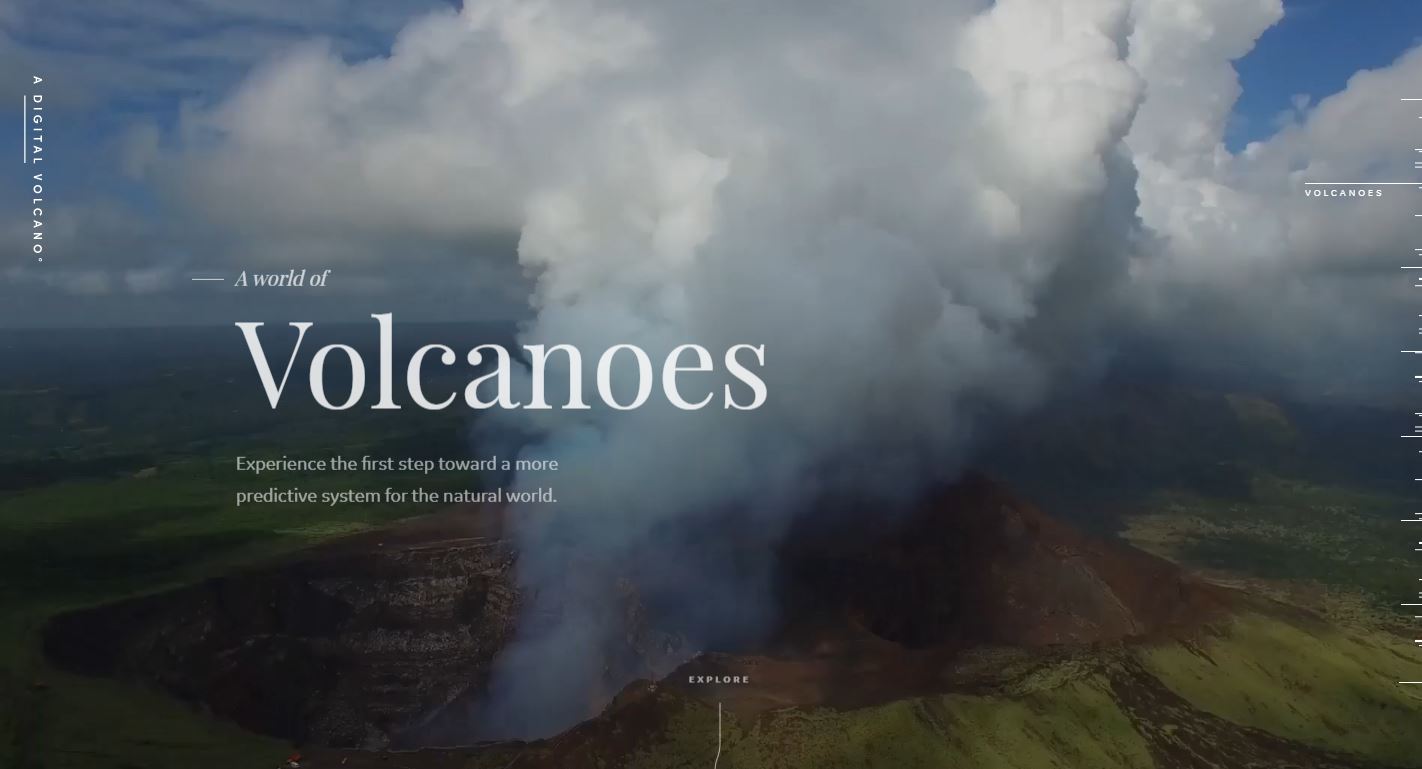 A DIGITAL VOLCANO°
VOLCANOES
A world of
Volcanoes
Experience the first step toward a more
predictive system for the natural world.
EXPLORE